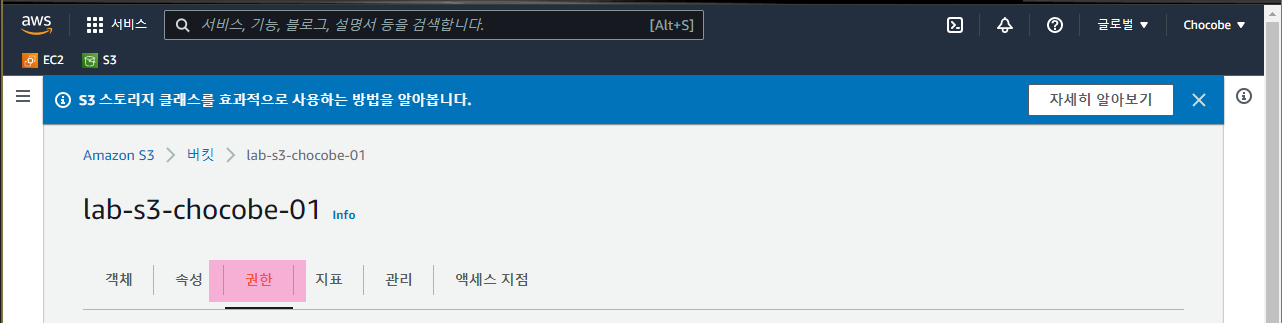 aws 서비스 서비스, 기능, 블로그, 설명서 등을 검색합니다. [Alt+S] 글로벌 Chocobe
EC2 S3
S3 스토리지 클래스를 효과적으로 사용하는 방법을 알아봅니다. 자세히 알아보기
Amazon S3 버킷 lab-s3-chocobe-01
lab-s3-chocobe-01 Info
객체 속성 권한 지표 관리 액세스 지점